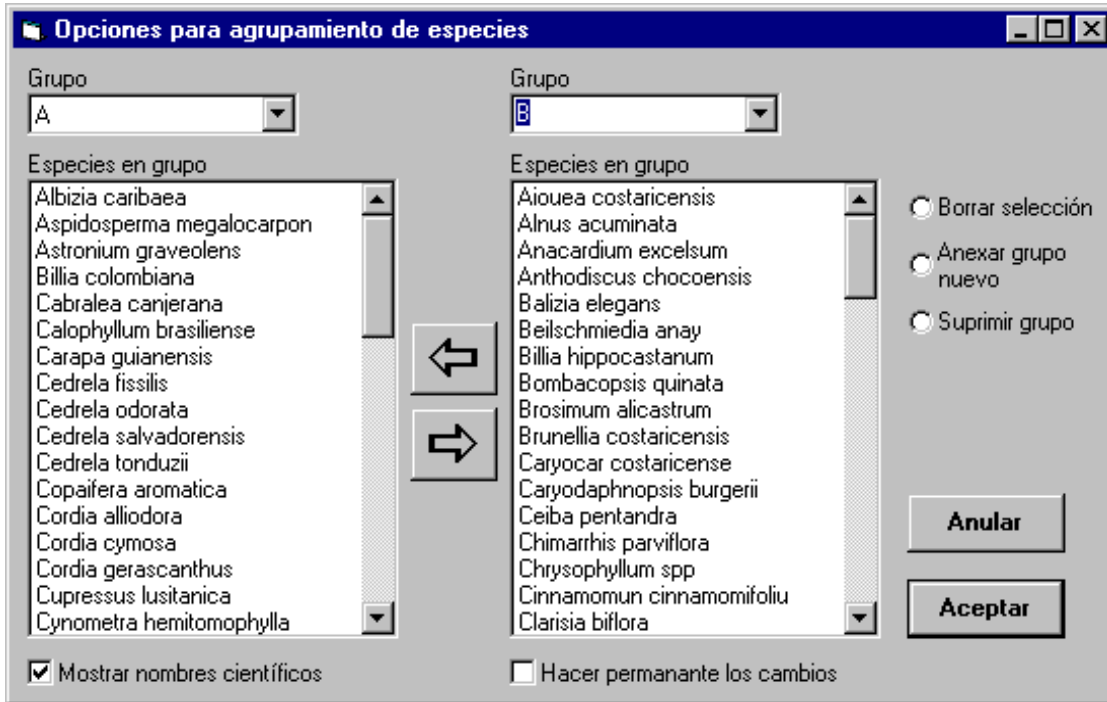 Opciones para agrupamiento de especies
Grupo
A
Especies en grupo
Albizia caribaea
Aspidosperma megalocarpon
Astronium graveolens
Billia colombiana
Cabralea canjerana
Calophyllum brasiliense
Carapa guianensis
Cedrela fissilis
Cedrela odorata
Cedrela salvadorensis
Cedrela tonduzii
Copaifera aromatica
Cordia alliodora
Cordia cymosa
Cordia gerascanthus
Cupressus lusitanica
Cynometra hemitomophylla
Mostrar nombres científicos
Grupo
B
Especies en grupo
Aiouea costaricensis
Alnus acuminata
Anacardium excelsum
Anthodiscus chocoensis
Balizia elegans
Beilschmiedia anay
Billia hippocastanum
Bombacopsis quinata
Brosimum alicastrum
Brunellia costaricensis
Caryocar costaricense
Caryodaphnopsis burgerii
Ceiba pentandra
Chimarrhis parviflora
Chrysophyllum spp
Cinnamomun cinnamomifoliu
Clarisia biflora
Hacer permanante los cambios
Borrar selección
Anexar grupo
nuevo
Suprimir grupo
Anular
Aceptar